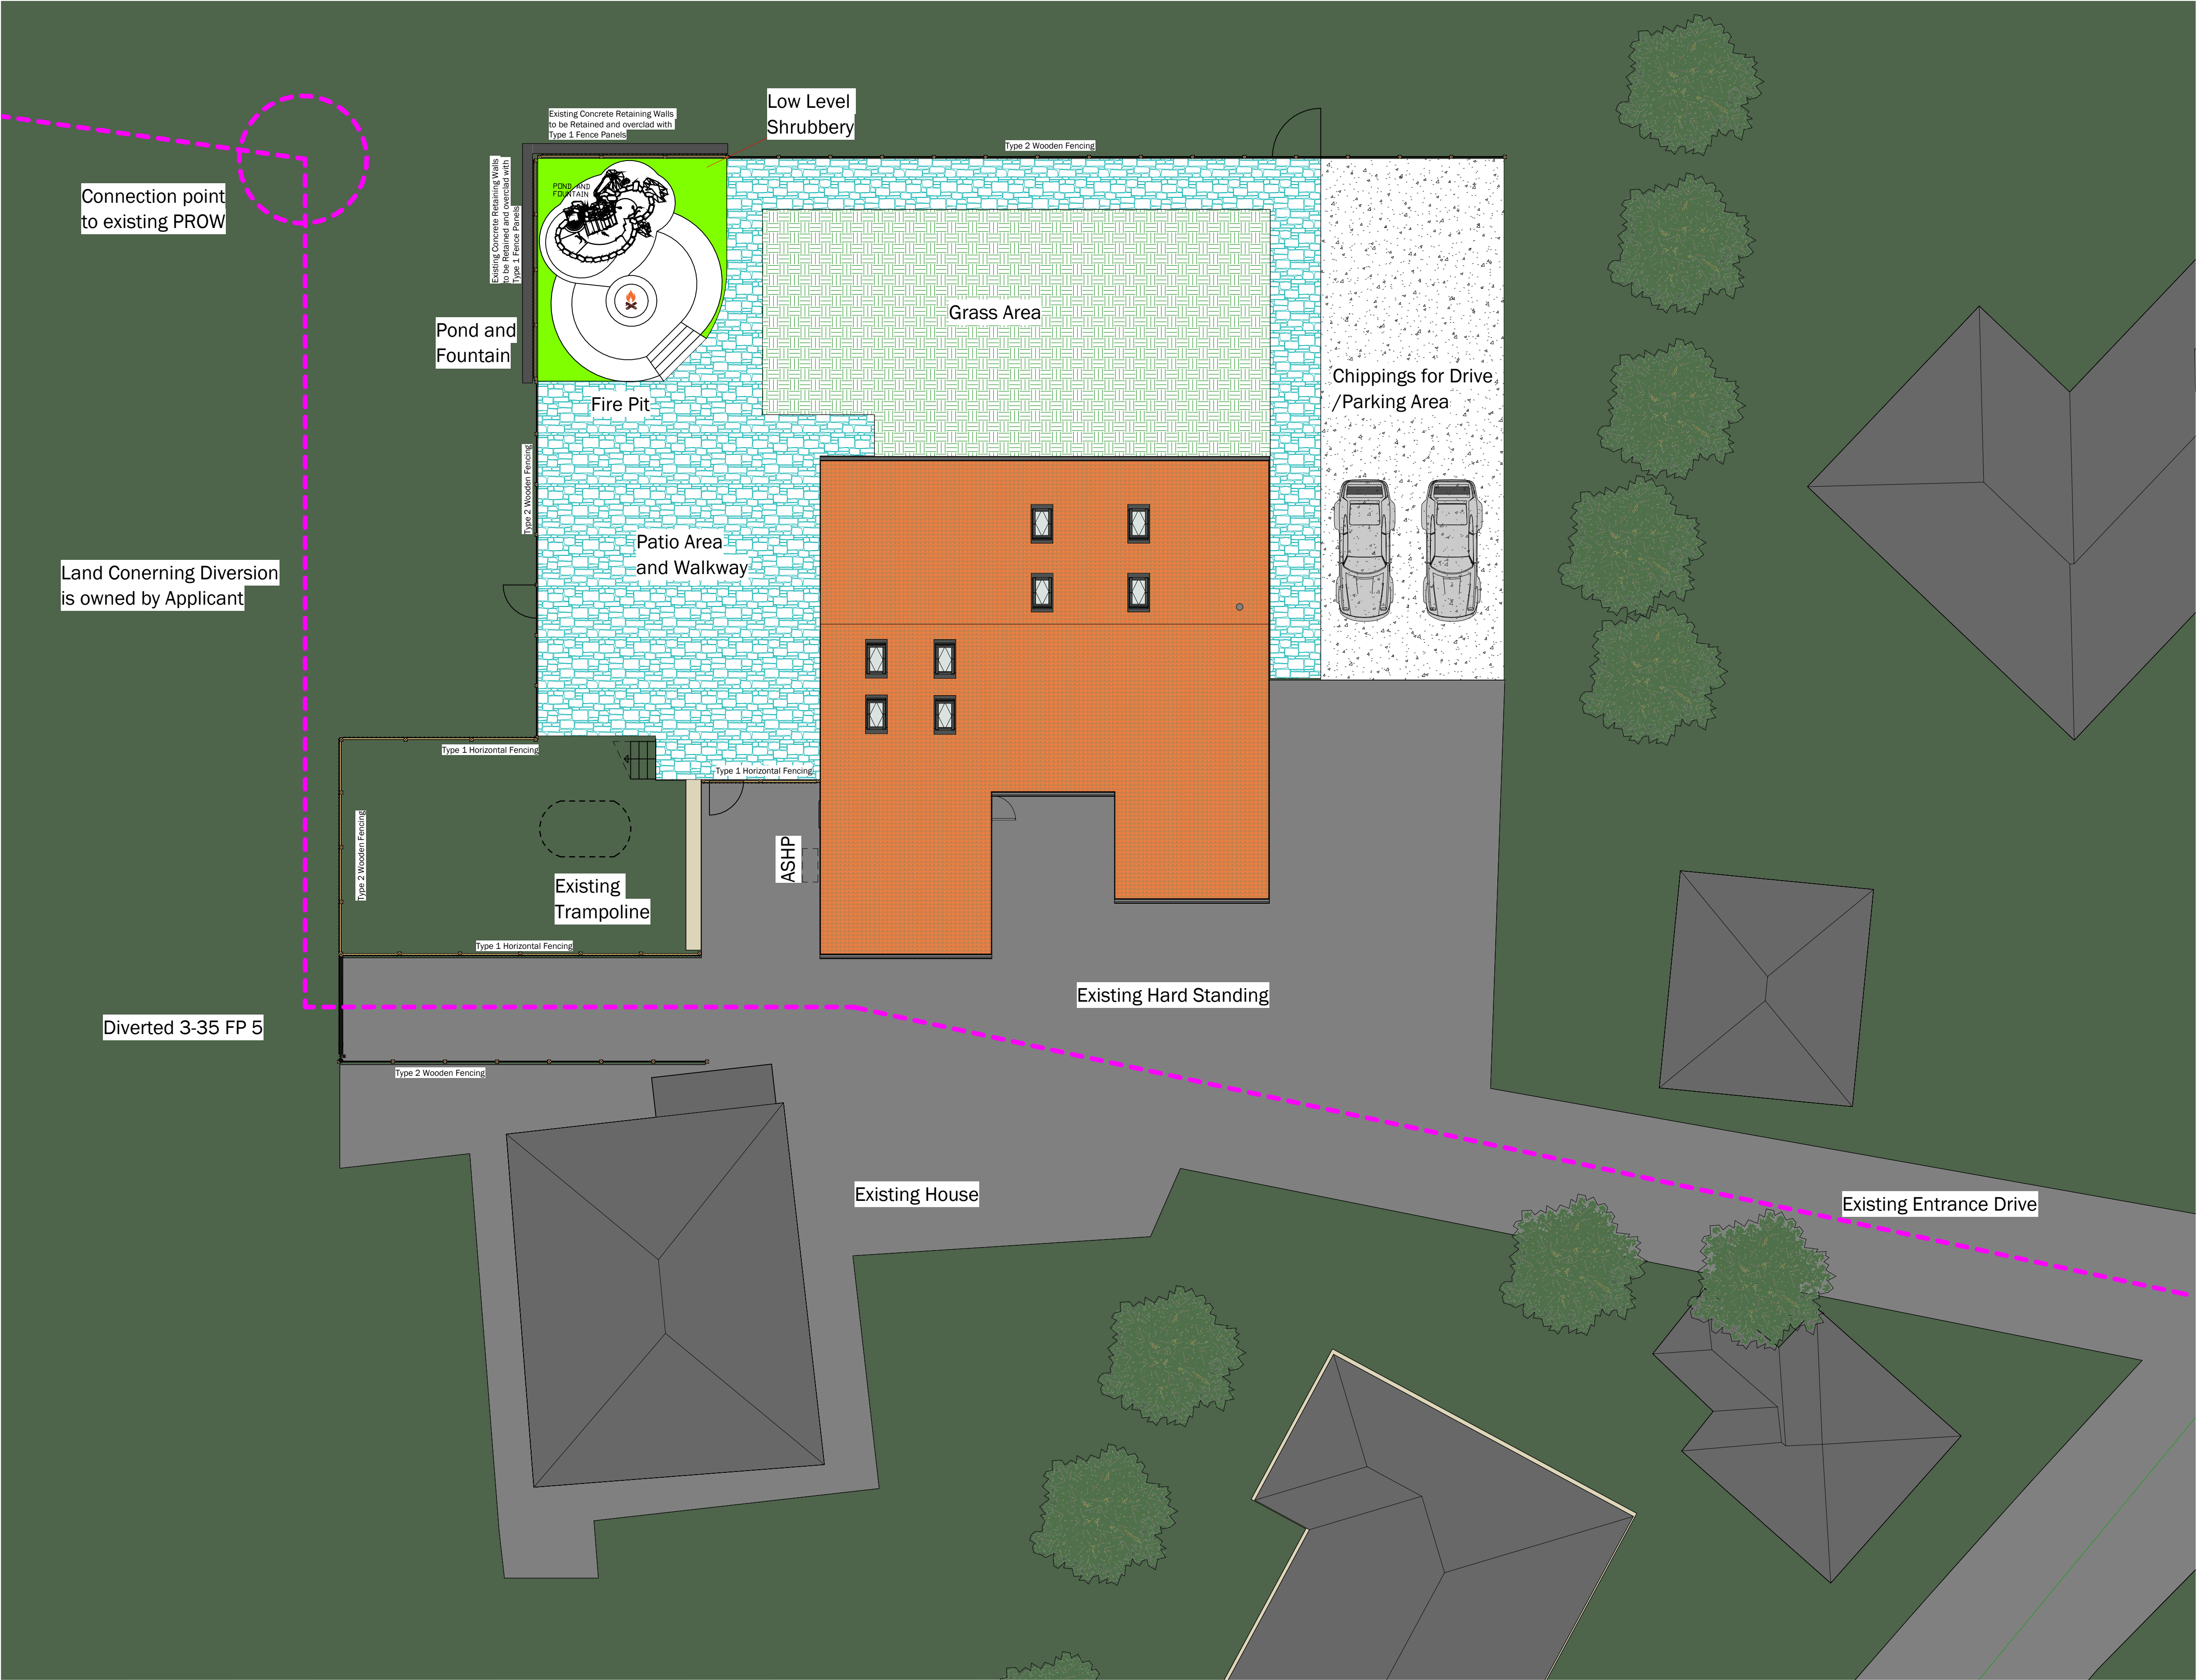 Low Level
Shrubbery
Existing Concrete Retaining Walls
to be Retained and overclad with
Type 1 Fence Panels
Type 2 Wooden Fencing
Connection point
to existing PROW
Existing Concrete Retaining Walls
to be Retained and overclad with
Type 1 Fence Panels
POND AND
FOUNTAIN
Grass Area
Pond and
Fountain
Chippings for Drive
/Parking Area
Fire Pit
Type 2 Wooden Fencing
Patio Area
and Walkway
Land Conerning Diversion
is owned by Applicant
Type 1 Horizontal Fencing
Type 1 Horizontal Fencing
Type 2 Wooden Fencing
ASHP
Existing
Trampoline
Type 1 Horizontal Fencing
Existing Hard Standing
Diverted 3-35 FP 5
Type 2 Wooden Fencing
Existing House
Existing Entrance Drive